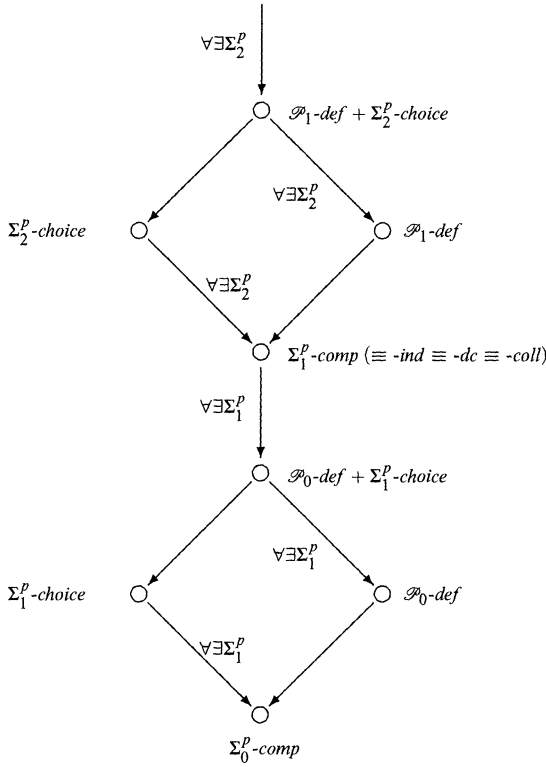 ∀∃Σ₂ᵖ
𝒫₁-def + Σ₂ᵖ-choice
∀∃Σ₂ᵖ
Σ₂ᵖ-choice
𝒫₁-def
∀∃Σ₂ᵖ
Σ₁ᵖ-comp (≡ -ind ≡ -dc ≡ -coll)
∀∃Σ₁ᵖ
𝒫₀-def + Σ₁ᵖ-choice
∀∃Σ₁ᵖ
Σ₁ᵖ-choice
𝒫₀-def
∀∃Σ₁ᵖ
Σ₀ᵖ-comp